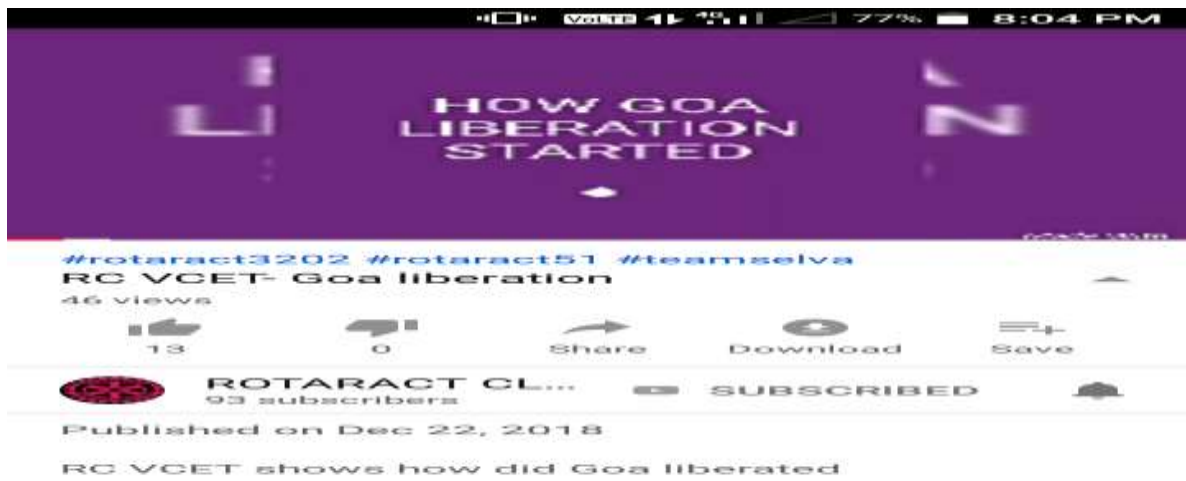 VoLTE 4G 77% 8:04 PM
HOW GOA
LIBERATION
STARTED
#rotaract3202 #rotaract51 #teamselva
RC VCET- Goa liberation
46 views
13 0 Share Download Save
ROTARACT CL... SUBSCRIBED
93 subscribers
Published on Dec 22, 2018
RC VCET shows how did Goa liberated